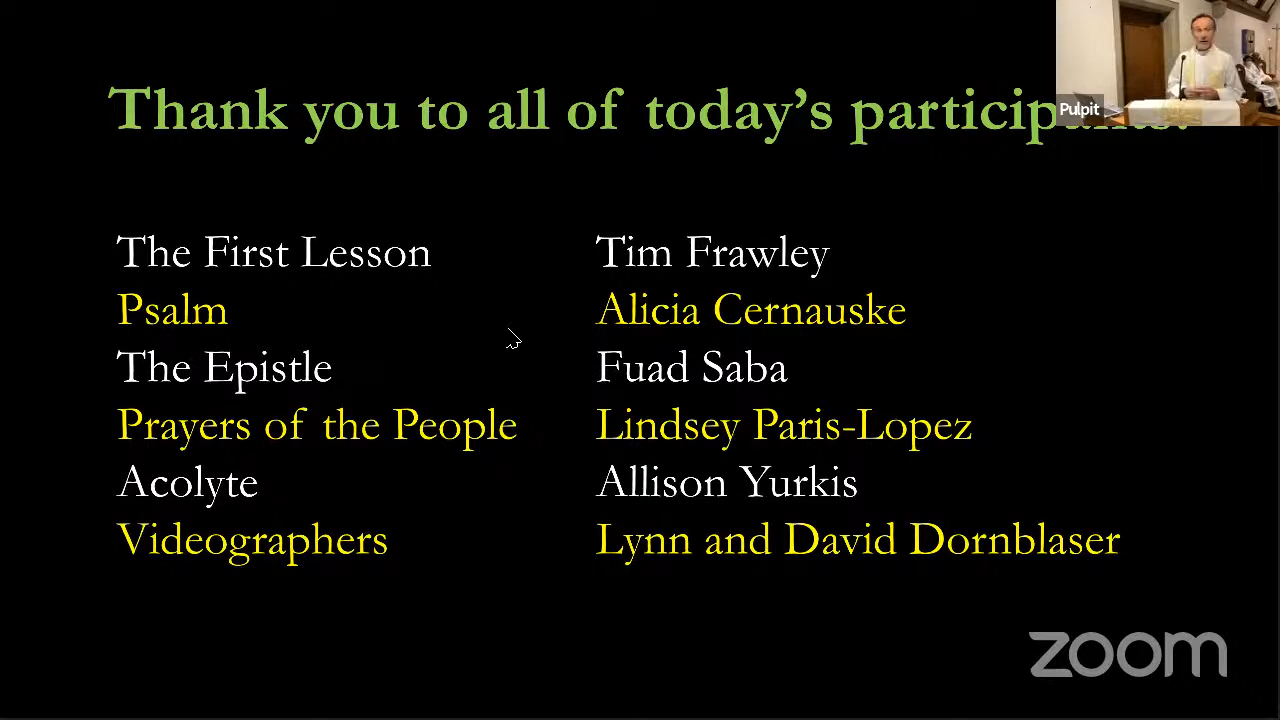 Thank you to all of today's participants!
Pulpit
The First Lesson Tim Frawley
Psalm Alicia Cernauske
The Epistle Fuad Saba
Prayers of the People Lindsey Paris-Lopez
Acolyte Allison Yurkis
Videographers Lynn and David Dornblaser
zoom